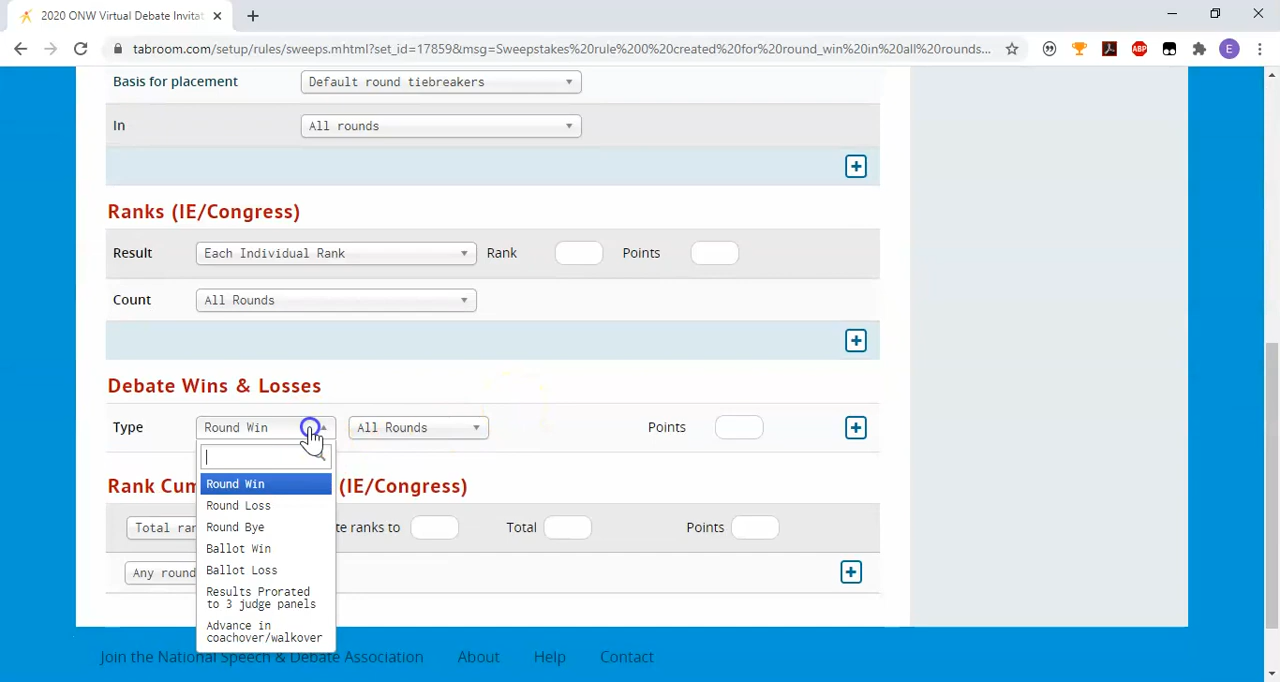 2020 ONW Virtual Debate Invitat
tabroom.com/setup/rules/sweeps.mhtml?set_id=17859&msg=Sweepstakes%20rule%200%20created%20for%20round_win%20in%20all%20rounds...
ABP
E
Basis for placement Default round tiebreakers
In All rounds
Ranks (IE/Congress)
Result Each Individual Rank Rank Points
Count All Rounds
Debate Wins & Losses
Type Round Win All Rounds Points
Round Win
Rank Cum (IE/Congress)
Round Loss
Total ran te ranks to Total Points
Round Bye
Ballot Win
Any round
Ballot Loss
Results Prorated
to 3 judge panels
Advance in
coachover/walkover
Join the National Speech & Debate Association About Help Contact